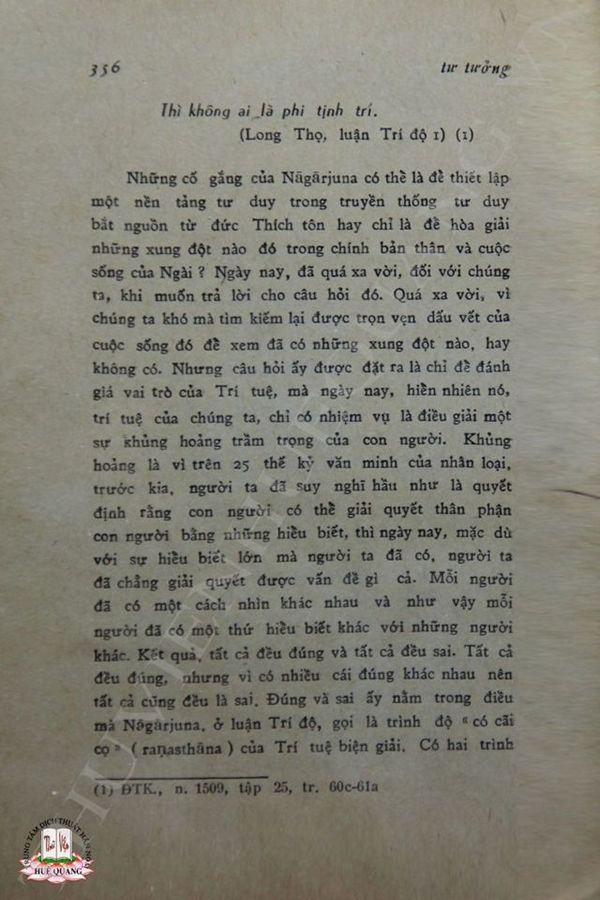 356 tư tưởng
Thì không ai là phi tịnh trí.
(Long Thọ, luận Trí độ 1) (1)
Những cố gắng của Nāgārjuna có thể là để thiết lập
một nền tảng tư duy trong truyền thống tư duy
bắt nguồn từ đức Thích tôn hay chỉ là để hòa giải
những xung đột nào đó trong chính bản thân và cuộc
sống của Ngài ? Ngày nay, đã quá xa vời, đối với chúng
ta, khi muốn trả lời cho câu hỏi đó. Quá xa vời, vì
chúng ta khó mà tìm kiếm lại được trọn vẹn dấu vết của
cuộc sống đó để xem đã có những xung đột nào, hay
không có. Nhưng câu hỏi ấy được đặt ra là chỉ để đánh
giá vai trò của Trí tuệ, mà ngày nay, hiển nhiên nó,
trí tuệ của chúng ta, chỉ có nhiệm vụ là điều giải một
sự khủng hoảng trầm trọng của con người. Khủng
hoảng là vì trên 25 thế kỷ văn minh của nhân loại,
trước kia, người ta đã suy nghĩ hầu như là quyết
định rằng con người có thể giải quyết thân phận
con người bằng những hiểu biết, thì ngày nay, mặc dù
với sự hiểu biết lớn mà người ta đã có, người ta
đã chẳng giải quyết được vấn đề gì cả. Mỗi người
đã có một cách nhìn khác nhau và như vậy mỗi
người đã có một thứ hiểu biết khác với những người
khác. Kết quả, tất cả đều đúng và tất cả đều sai. Tất cả
đều đúng, nhưng vì có nhiều cái đúng khác nhau nên
tất cả cũng đều là sai. Đúng và sai ấy nằm trong điều
mà Nāgārjuna, ở luận Trí độ, gọi là trình độ « có cãi
cọ » ( raṇasthāna ) của Trí tuệ biện giải. Có hai trình
(1) ĐTK., n. 1509, tập 25, tr. 60c-61a
TRUNG TÂM DỊCH THUẬT HÁN NÔM
HUỆ QUANG